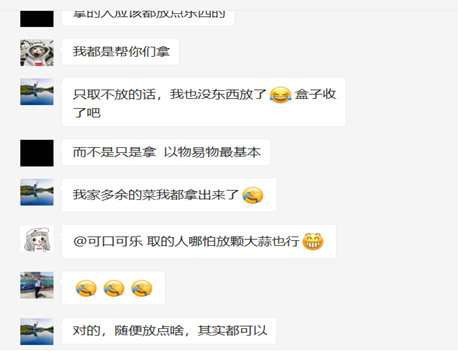 拿的人应该都放点东西的
我都是帮你们拿
只取不放的话，我也没东西放了😂盒子收
了吧
而不是只是拿 以物易物最基本
我家多余的菜我都拿出来了
@可口可乐 取的人哪怕放颗大蒜也行😁
对的，随便放点啥，其实都可以